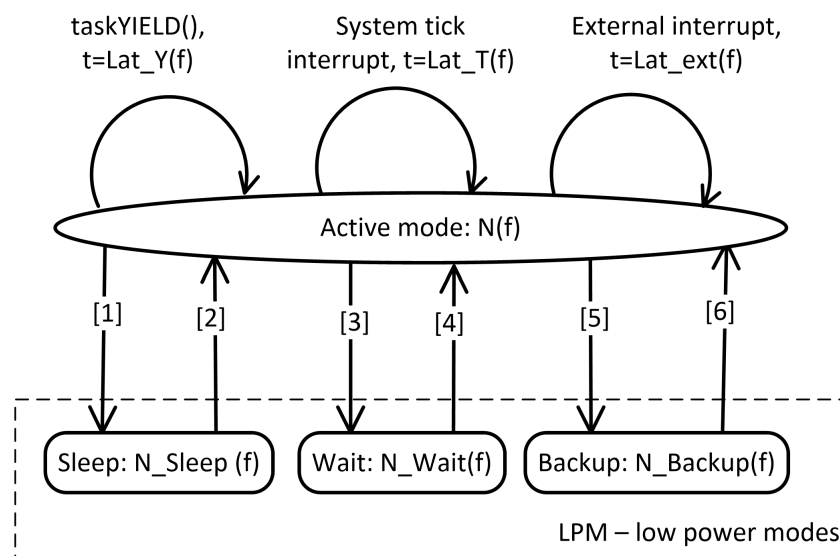 taskYIELD(),
t=Lat_Y(f)
System tick
interrupt, t=Lat_T(f)
External interrupt,
t=Lat_ext(f)
Active mode: N(f)
[1]
[2]
[3]
[4]
[5]
[6]
Sleep: N_Sleep (f)
Wait: N_Wait(f)
Backup: N_Backup(f)
LPM – low power modes